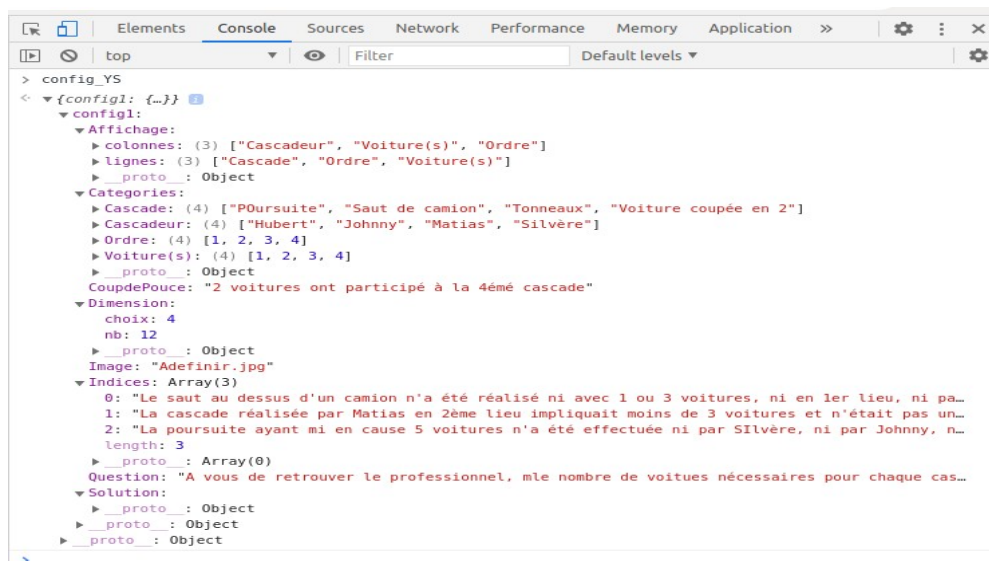 Elements Console Sources Network Performance Memory Application »
top Filter Default levels ▼
> config_YS
{config1: {…}} i
config1:
Affichage:
colonnes: (3) ["Cascadeur", "Voiture(s)", "Ordre"]
lignes: (3) ["Cascade", "Ordre", "Voiture(s)"]
__proto__: Object
Categories:
Cascade: (4) ["POursuite", "Saut de camion", "Tonneaux", "Voiture coupée en 2"]
Cascadeur: (4) ["Hubert", "Johnny", "Matias", "Silvère"]
Ordre: (4) [1, 2, 3, 4]
Voiture(s): (4) [1, 2, 3, 4]
__proto__: Object
CoupdePouce: "2 voitures ont participé à la 4émé cascade"
Dimension:
choix: 4
nb: 12
__proto__: Object
Image: "Adefinir.jpg"
Indices: Array(3)
0: "Le saut au dessus d'un camion n'a été réalisé ni avec 1 ou 3 voitures, ni en 1er lieu, ni pa…
1: "La cascade réalisée par Matias en 2ème lieu impliquait moins de 3 voitures et n'était pas un…
2: "La poursuite ayant mi en cause 5 voitures n'a été effectuée ni par SIlvère, ni par Johnny, n…
length: 3
__proto__: Array(0)
Question: "A vous de retrouver le professionnel, mle nombre de voitues nécessaires pour chaque cas…
Solution:
__proto__: Object
__proto__: Object
__proto__: Object